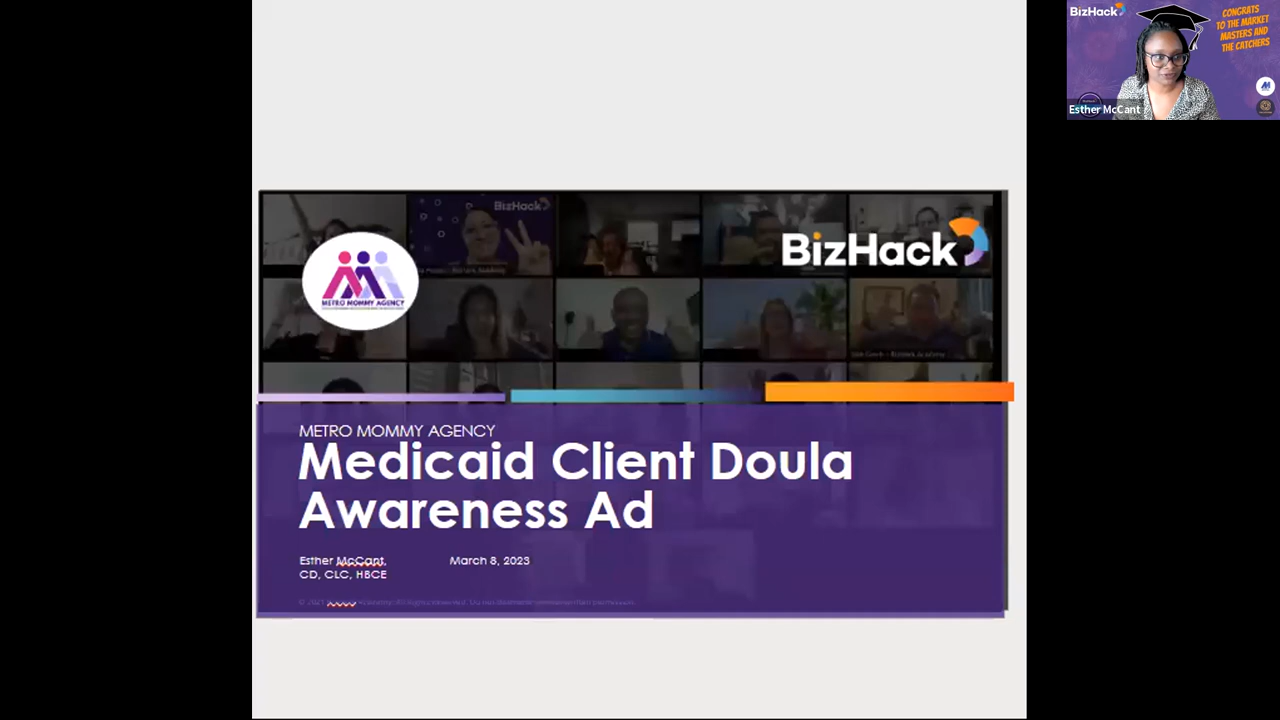 BizHack
CONGRATS
TO THE MARKET
MASTERS AND
THE CATCHERS
Esther McCant
BizHack
BizHack
METRO MOMMY AGENCY
METRO MOMMY AGENCY
Medicaid Client Doula
Awareness Ad
Esther McCant, March 8, 2023
CD, CLC, HBCE